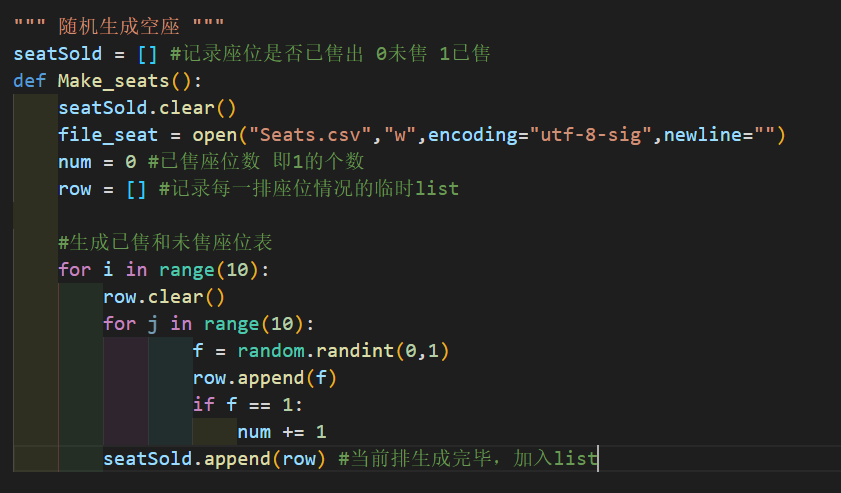 """ 随机生成空座 """
seatSold = [] #记录座位是否已售出 0未售 1已售
def Make_seats():
    seatSold.clear()
    file_seat = open("Seats.csv","w",encoding="utf-8-sig",newline="")
    num = 0 #已售座位数 即1的个数
    row = [] #记录每一排座位情况的临时list
    #生成已售和未售座位表
    for i in range(10):
        row.clear()
        for j in range(10):
                f = random.randint(0,1)
                row.append(f)
                if f == 1:
                    num += 1
        seatSold.append(row) #当前排生成完毕，加入list